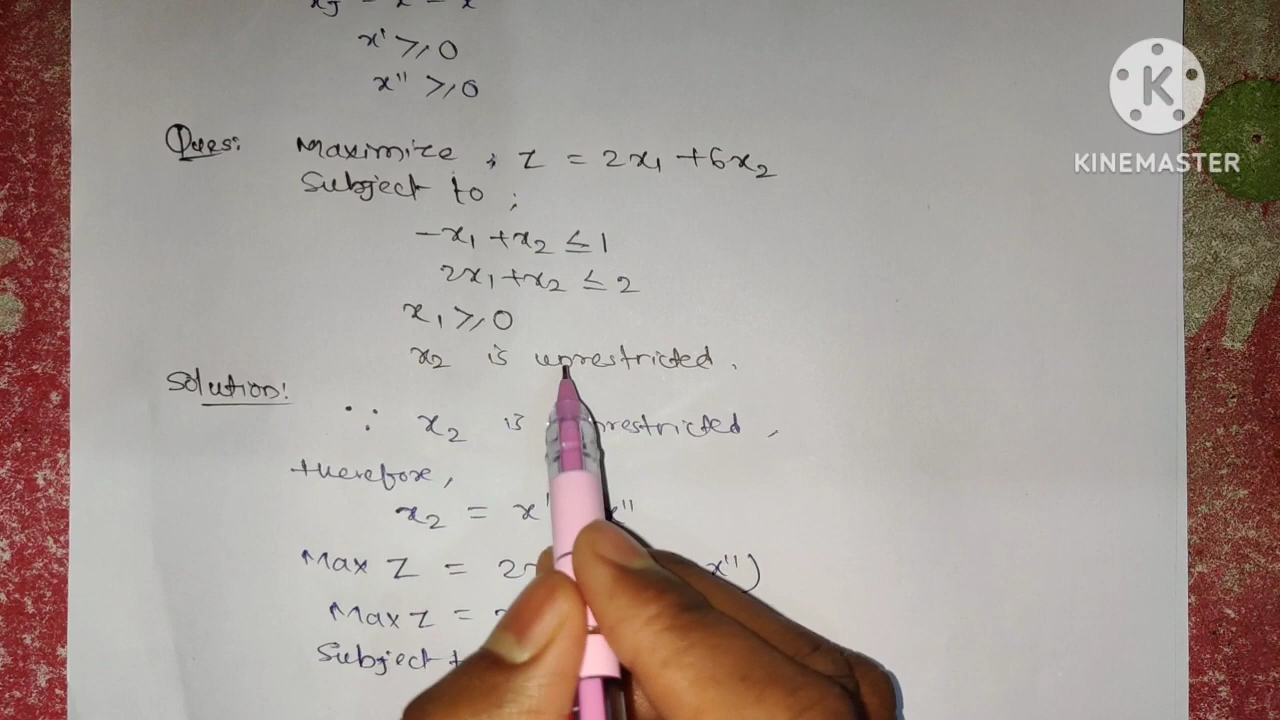 x' ≥ 0
x'' ≥ 0
Ques: Maximize ; Z = 2x₁ + 6x₂
Subject to ;
-x₁ + x₂ ≤ 1
2x₁ + x₂ ≤ 2
x₁ ≥ 0
x₂ is unrestricted.
Solution:
∵ x₂ is unrestricted,
therefore,
x₂ = x' x''
Max Z = 2 x'')
Max Z =
Subject
K
KINEMASTER